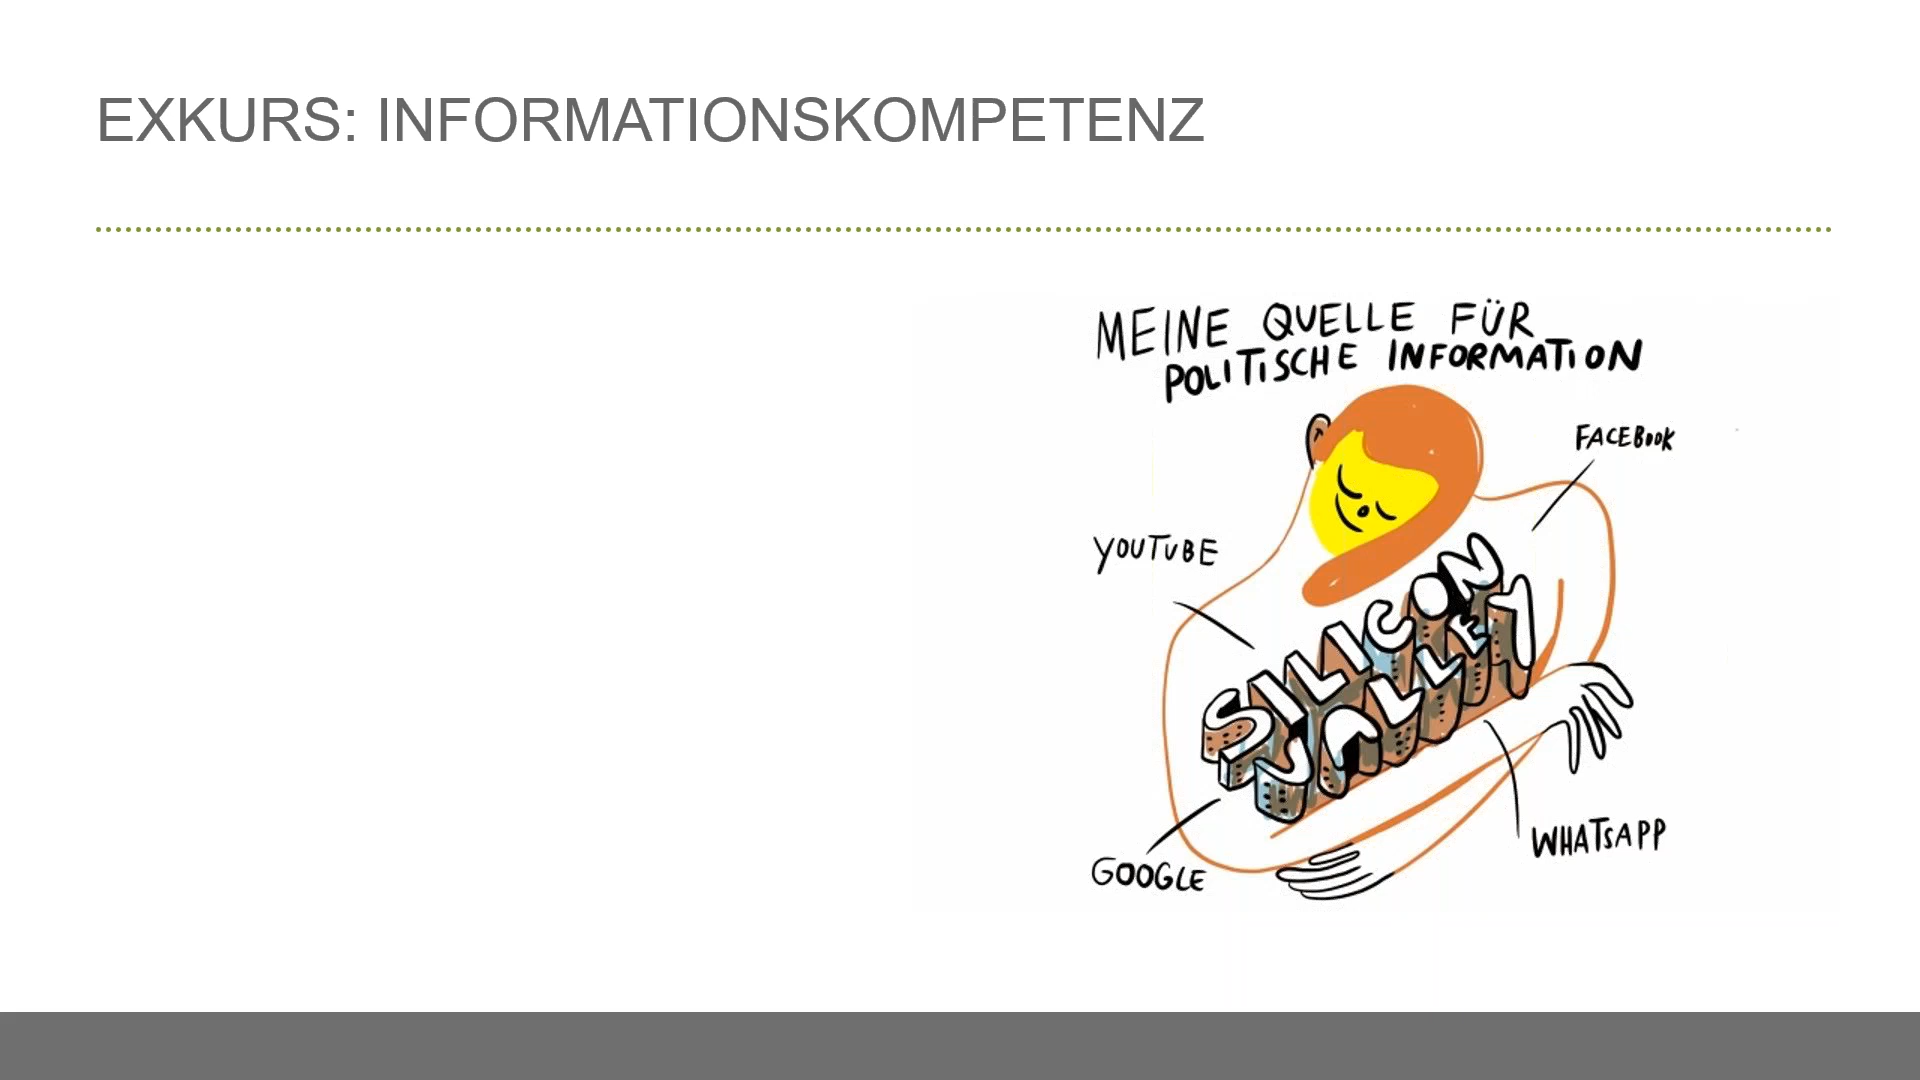 EXKURS: INFORMATIONSKOMPETENZ
MEINE QUELLE FÜR
POLITISCHE INFORMATION
FACEBOOK
YOUTUBE
SILICON
VALLEY
WHATSAPP
GOOGLE